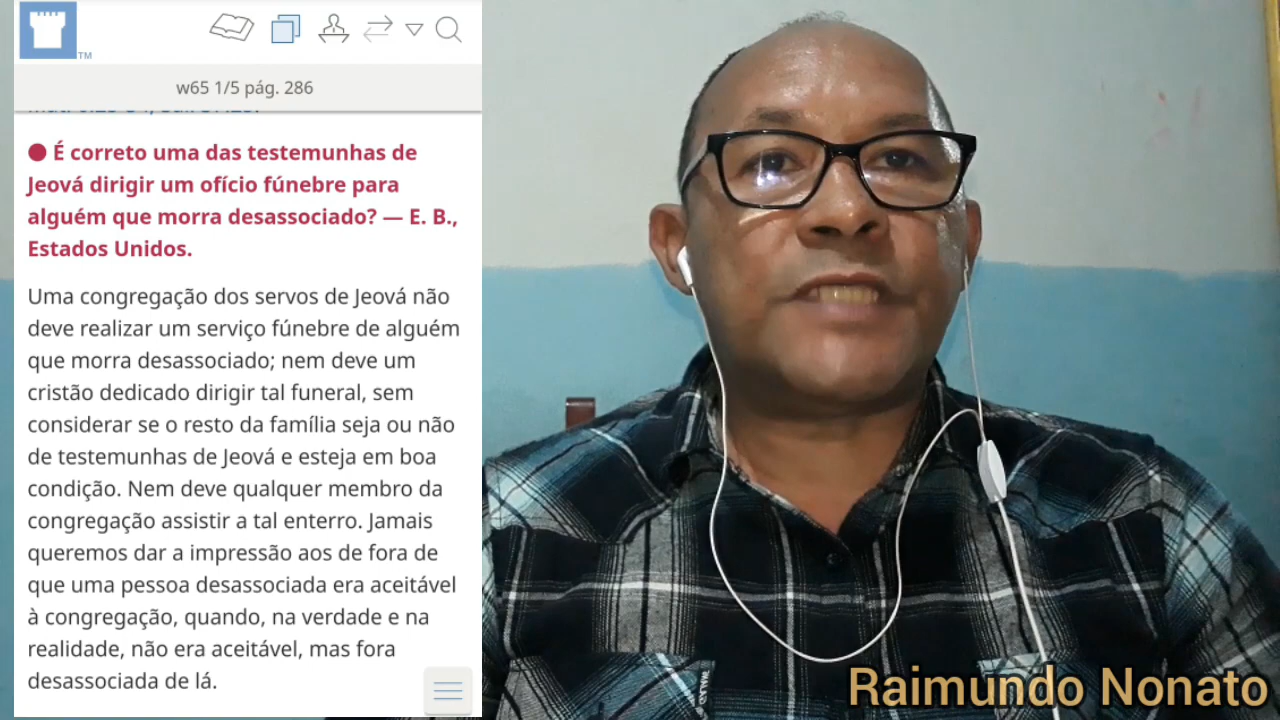 TM
w65 1/5 pág. 286
● É correto uma das testemunhas de
Jeová dirigir um ofício fúnebre para
alguém que morra desassociado? — E. B.,
Estados Unidos.
Uma congregação dos servos de Jeová não
deve realizar um serviço fúnebre de alguém
que morra desassociado; nem deve um
cristão dedicado dirigir tal funeral, sem
considerar se o resto da família seja ou não
de testemunhas de Jeová e esteja em boa
condição. Nem deve qualquer membro da
congregação assistir a tal enterro. Jamais
queremos dar a impressão aos de fora de
que uma pessoa desassociada era aceitável
à congregação, quando, na verdade e na
realidade, não era aceitável, mas fora
desassociada de lá.
Raimundo Nonato